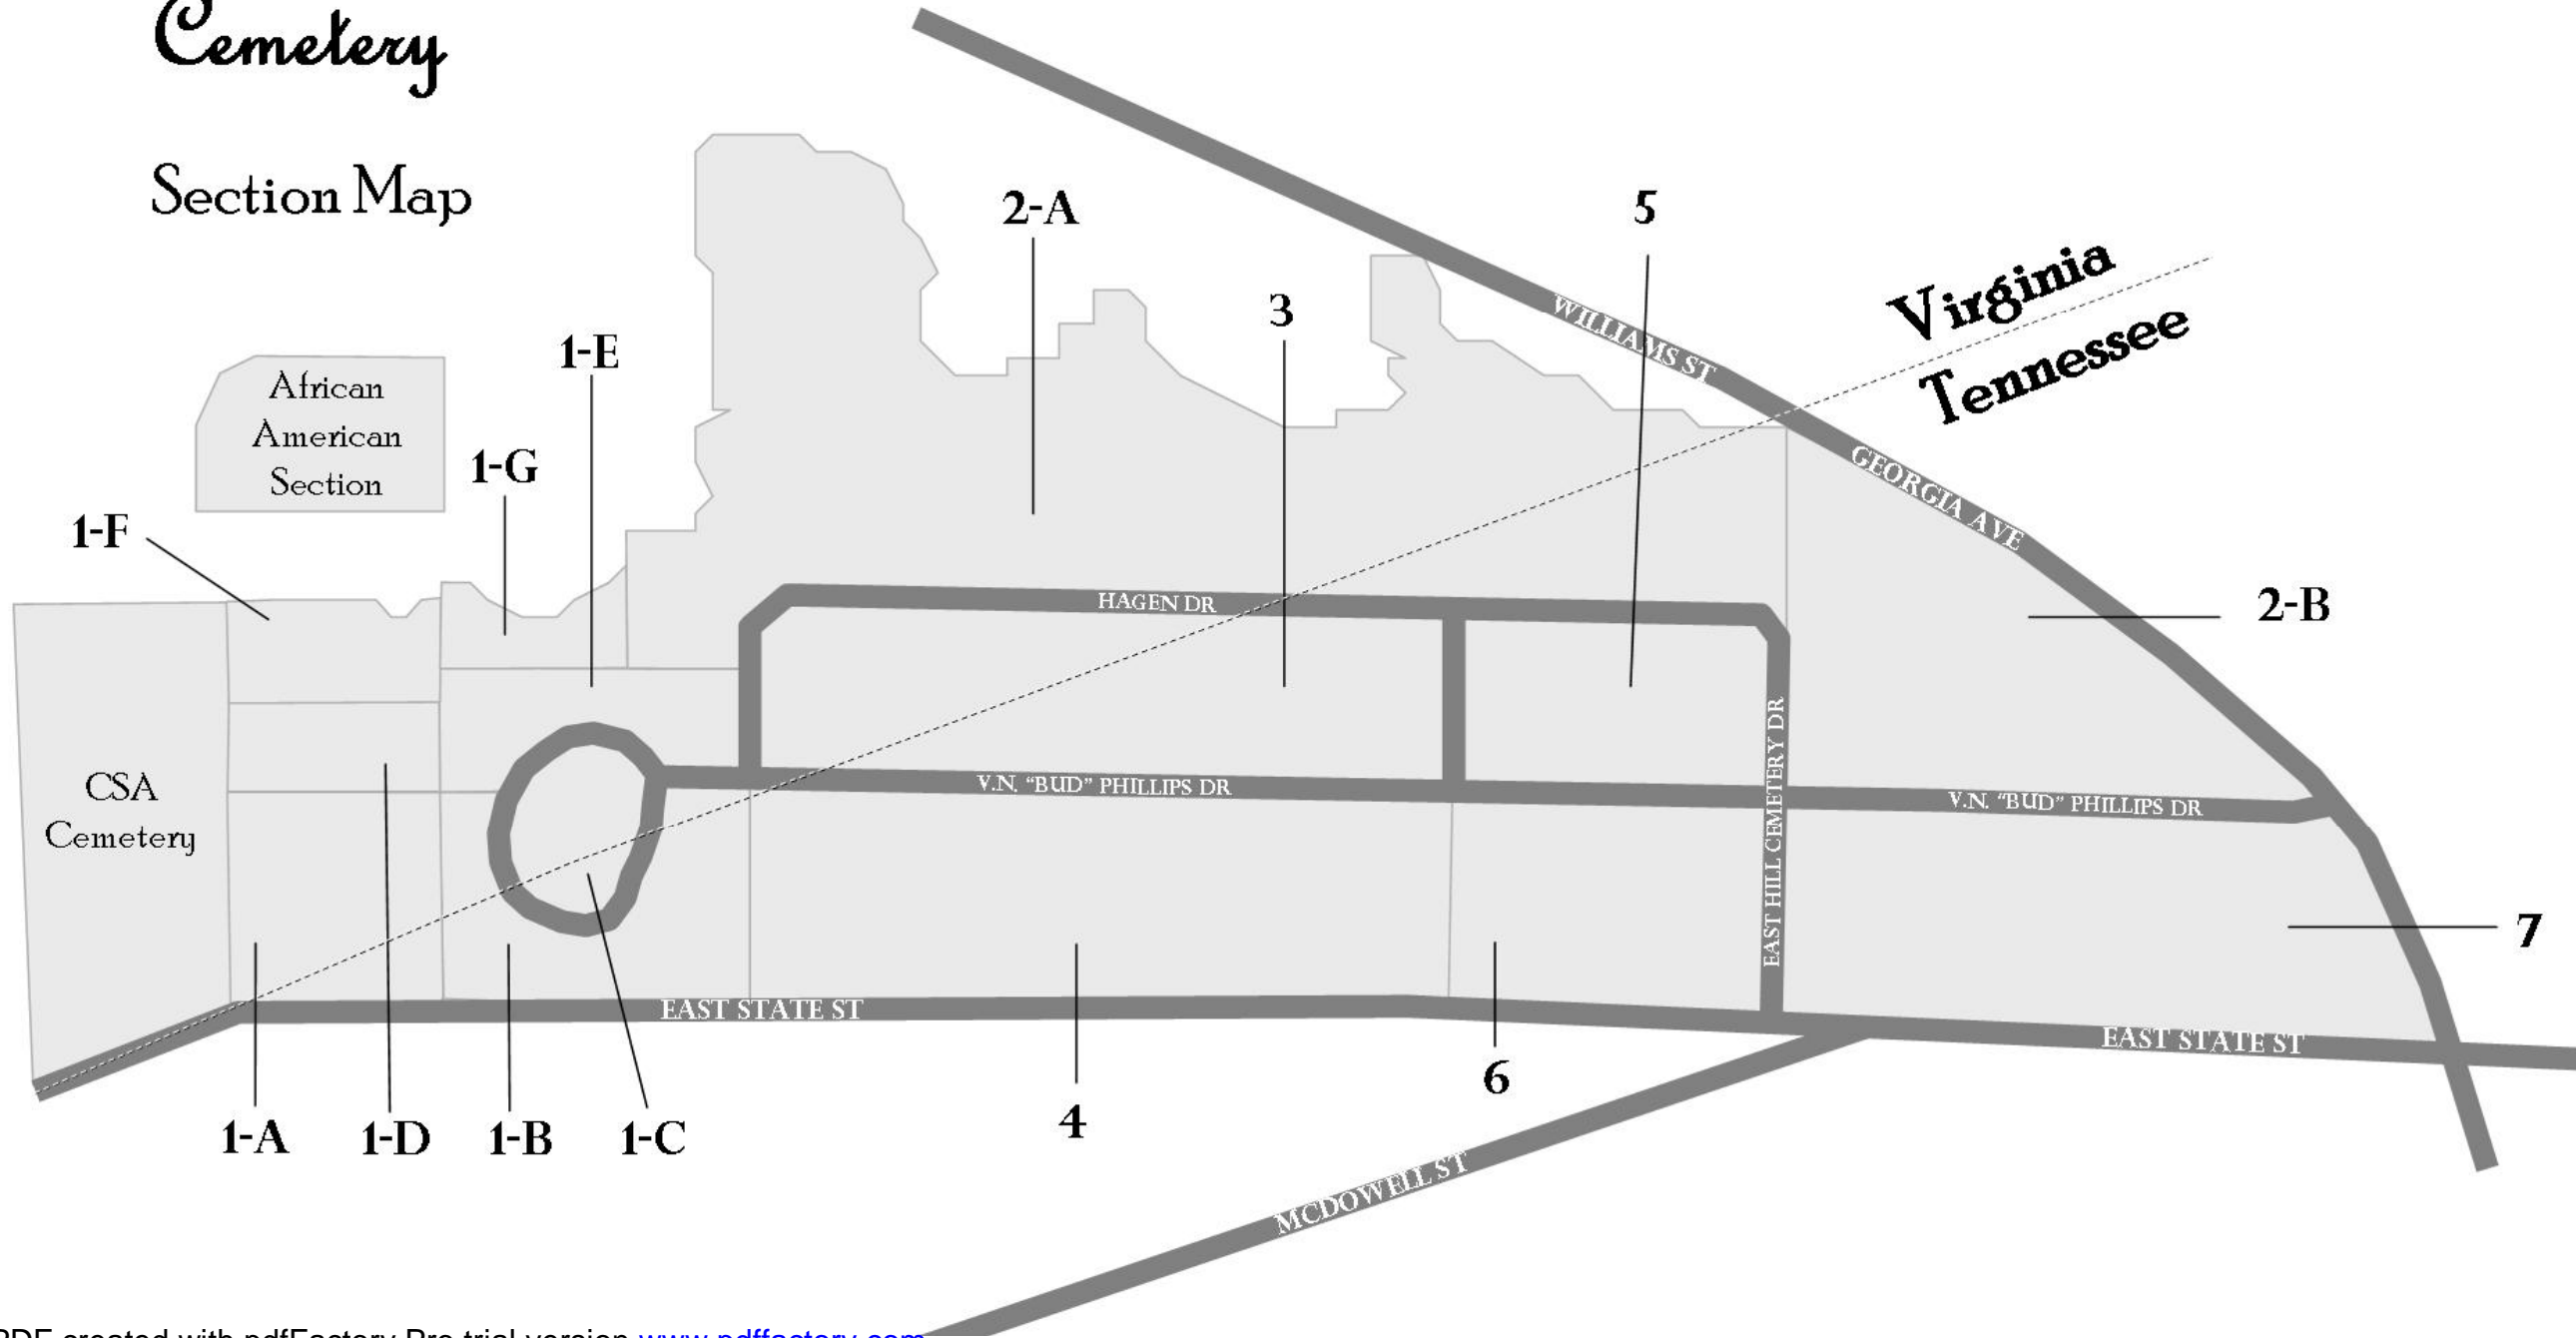 Cemetery
Section Map
2-A
5
3
Virginia
Tennessee
WILLIAMS ST
1-E
African
American
Section
1-G
GEORGIA AVE
1-F
HAGEN DR
2-B
CSA
Cemetery
V.N. "BUD" PHILLIPS DR
V.N. "BUD" PHILLIPS DR
EAST HILL CEMETERY DR
7
EAST STATE ST
EAST STATE ST
6
1-A
1-D
1-B
1-C
4
MCDOWELL ST
PDF created with pdfFactory Pro trial version www.pdffactory.com